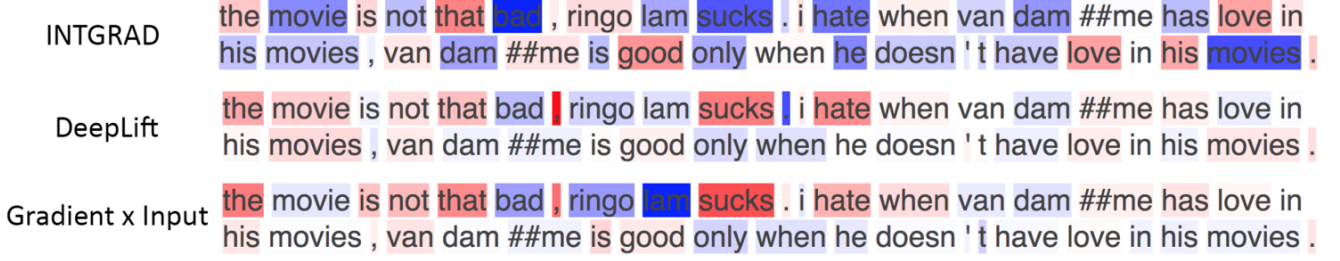 INTGRAD
the movie is not that bad , ringo lam sucks . i hate when van dam ##me has love in
his movies , van dam ##me is good only when he doesn ' t have love in his movies .
DeepLift
the movie is not that bad , ringo lam sucks . i hate when van dam ##me has love in
his movies , van dam ##me is good only when he doesn ' t have love in his movies .
Gradient x Input
the movie is not that bad , ringo lam sucks . i hate when van dam ##me has love in
his movies , van dam ##me is good only when he doesn ' t have love in his movies .